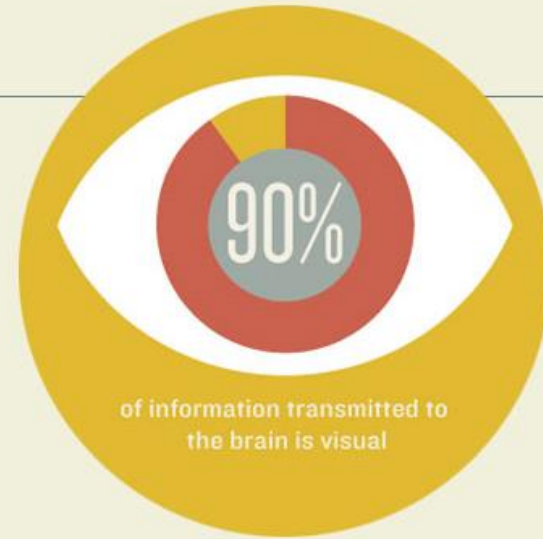 90%
of information transmitted to
the brain is visual